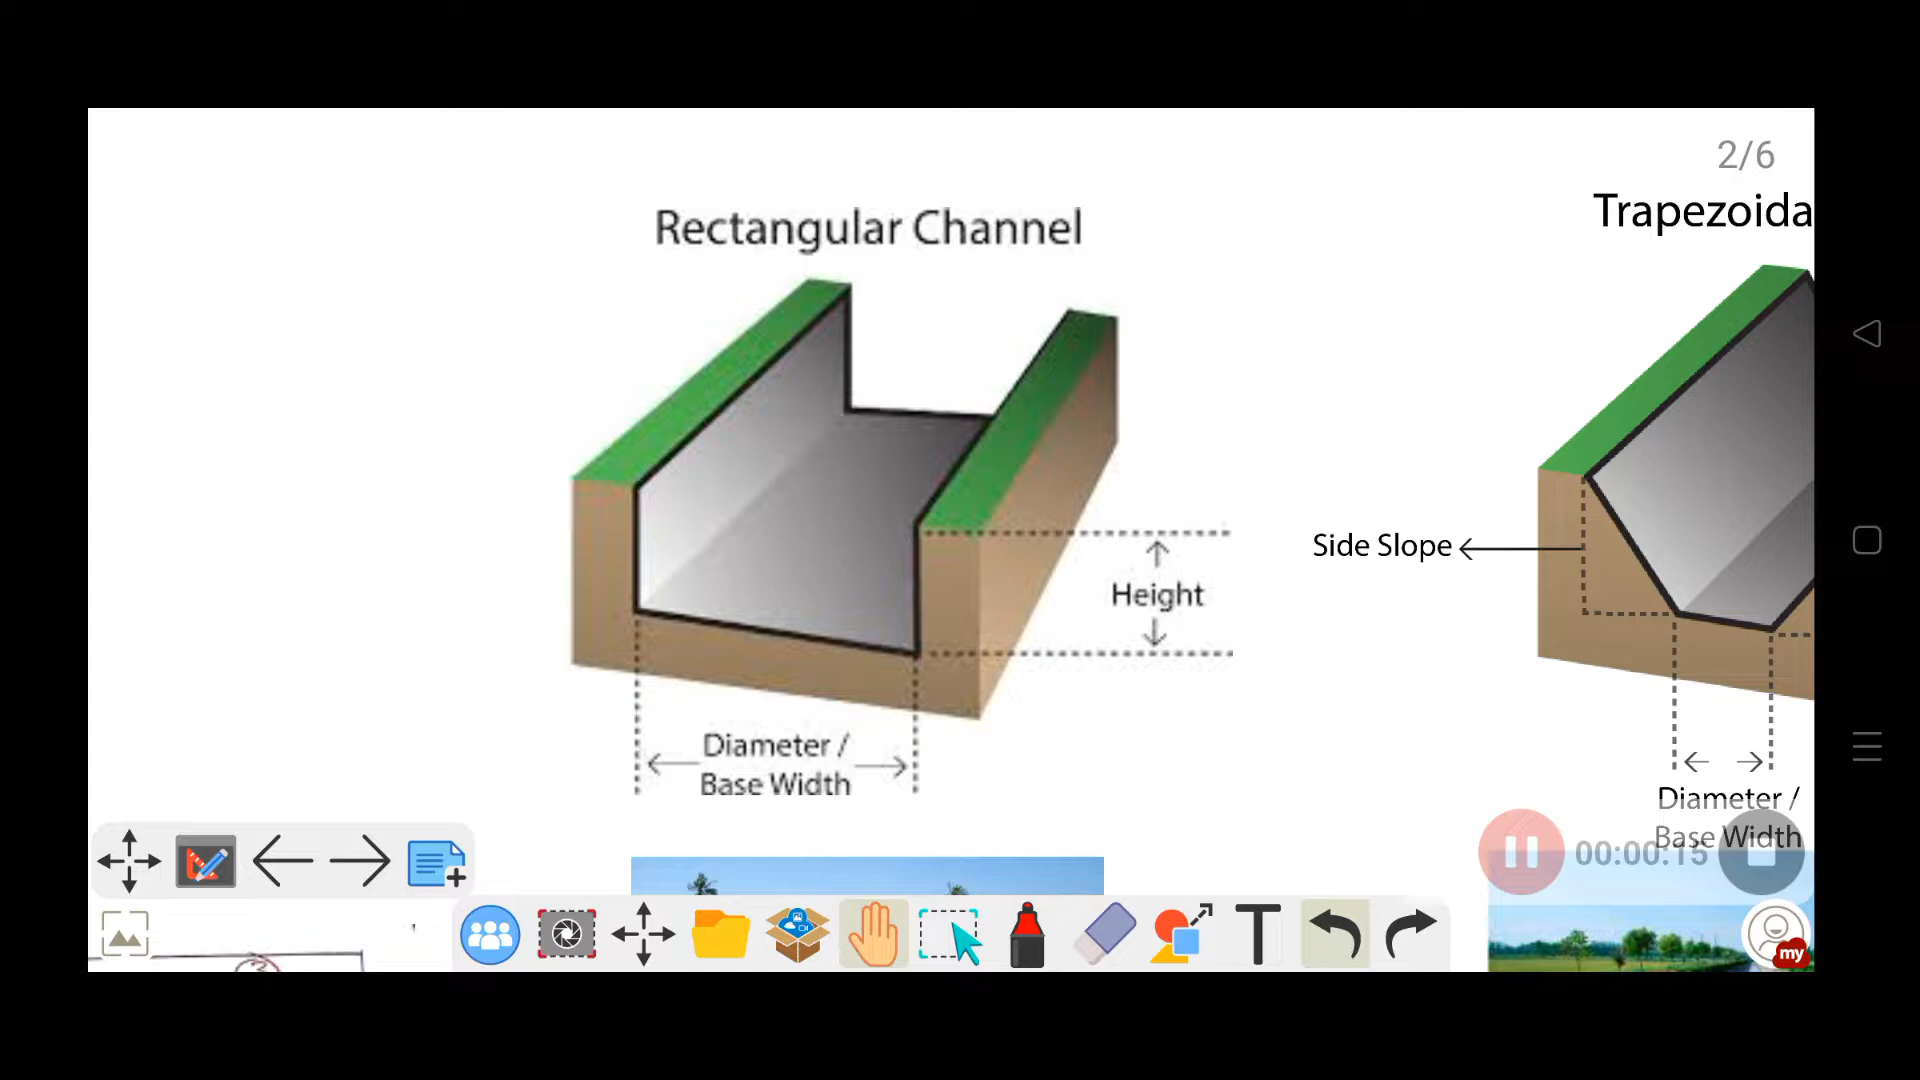 2/6
Rectangular Channel
Trapezoida
Side Slope
Height
Diameter /
Base Width
Diameter /
Base Width
00:00:15
my